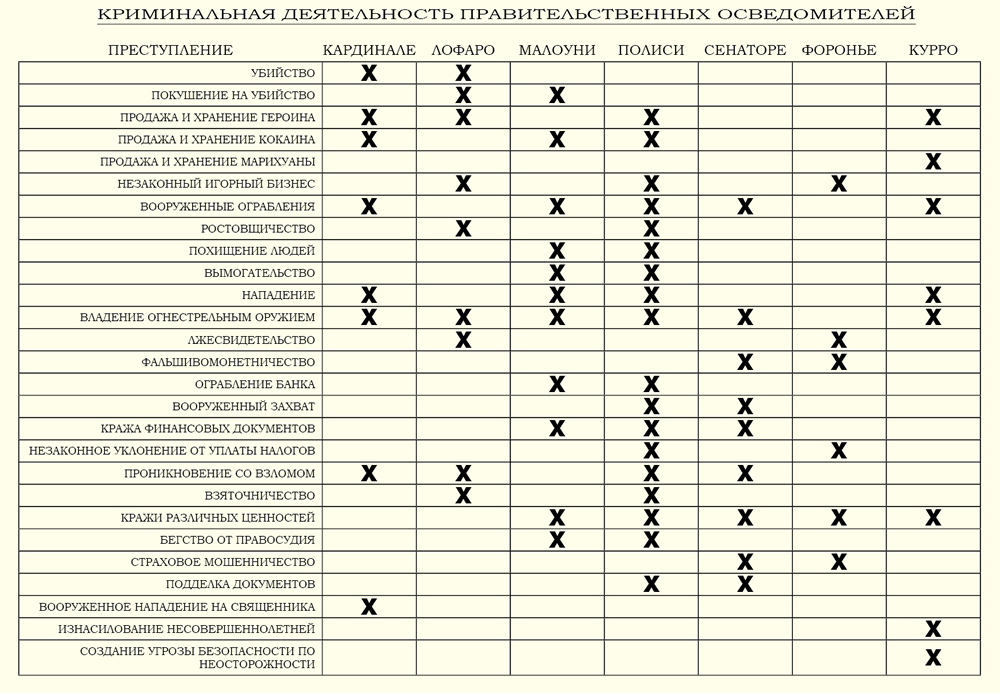 КРИМИНАЛЬНАЯ ДЕЯТЕЛЬНОСТЬ ПРАВИТЕЛЬСТВЕННЫХ ОСВЕДОМИТЕЛЕЙ
ПРЕСТУПЛЕНИЕ КАРДИНАЛЕ ЛОФАРО МАЛОУНИ ПОЛИСИ СЕНАТОРЕ ФОРОНЬЕ КУРРО
УБИЙСТВО X X
ПОКУШЕНИЕ НА УБИЙСТВО X X
ПРОДАЖА И ХРАНЕНИЕ ГЕРОИНА X X X X
ПРОДАЖА И ХРАНЕНИЕ КОКАИНА X X X
ПРОДАЖА И ХРАНЕНИЕ МАРИХУАНЫ X
НЕЗАКОННЫЙ ИГОРНЫЙ БИЗНЕС X X X
ВООРУЖЕННЫЕ ОГРАБЛЕНИЯ X X X X X
РОСТОВЩИЧЕСТВО X X
ПОХИЩЕНИЕ ЛЮДЕЙ X X
ВЫМОГАТЕЛЬСТВО X X
НАПАДЕНИЕ X X X X
ВЛАДЕНИЕ ОГНЕСТРЕЛЬНЫМ ОРУЖИЕМ X X X X X X
ЛЖЕСВИДЕТЕЛЬСТВО X X
ФАЛЬШИВОМОНЕТНИЧЕСТВО X X
ОГРАБЛЕНИЕ БАНКА X X
ВООРУЖЕННЫЙ ЗАХВАТ X X
КРАЖА ФИНАНСОВЫХ ДОКУМЕНТОВ X X X
НЕЗАКОННОЕ УКЛОНЕНИЕ ОТ УПЛАТЫ НАЛОГОВ X X
ПРОНИКНОВЕНИЕ СО ВЗЛОМОМ X X X X
ВЗЯТОЧНИЧЕСТВО X X
КРАЖИ РАЗЛИЧНЫХ ЦЕННОСТЕЙ X X X X X
БЕГСТВО ОТ ПРАВОСУДИЯ X X
СТРАХОВОЕ МОШЕННИЧЕСТВО X X
ПОДДЕЛКА ДОКУМЕНТОВ X X
ВООРУЖЕННОЕ НАПАДЕНИЕ НА СВЯЩЕННИКА X
ИЗНАСИЛОВАНИЕ НЕСОВЕРШЕННОЛЕТНЕЙ X
СОЗДАНИЕ УГРОЗЫ БЕЗОПАСНОСТИ ПО
НЕОСТОРОЖНОСТИ X